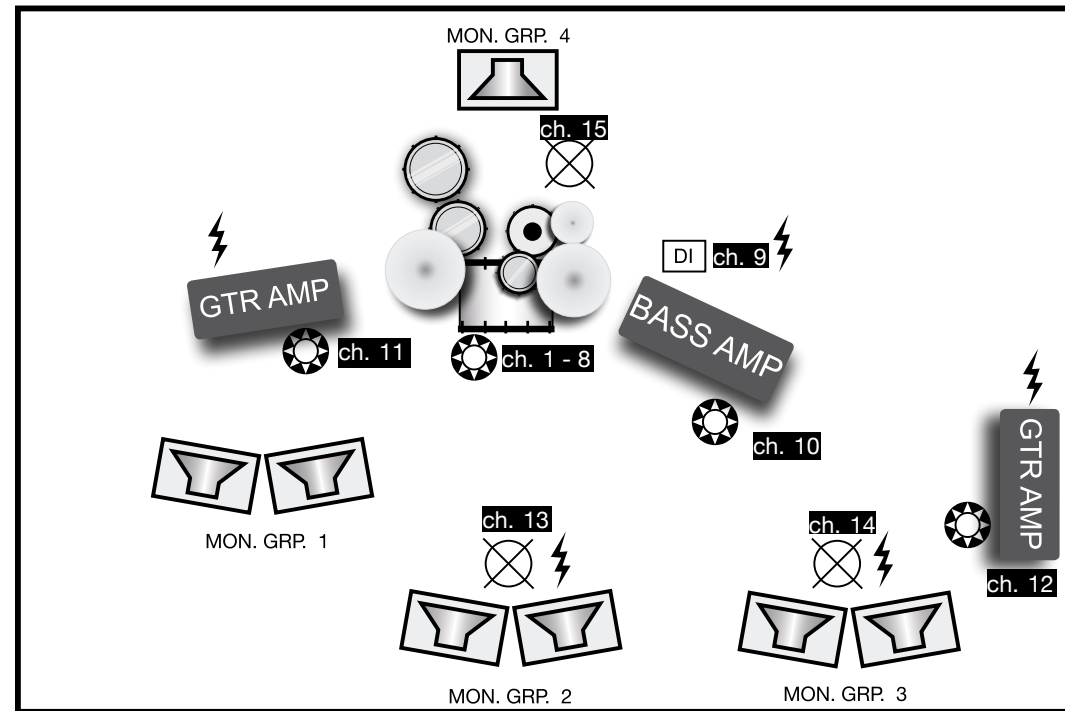 MON. GRP. 4
ch. 15
DI
ch. 9
GTR AMP
ch. 11
ch. 1 - 8
BASS AMP
ch. 10
GTR AMP
ch. 12
MON. GRP. 1
ch. 13
ch. 14
MON. GRP. 2
MON. GRP. 3